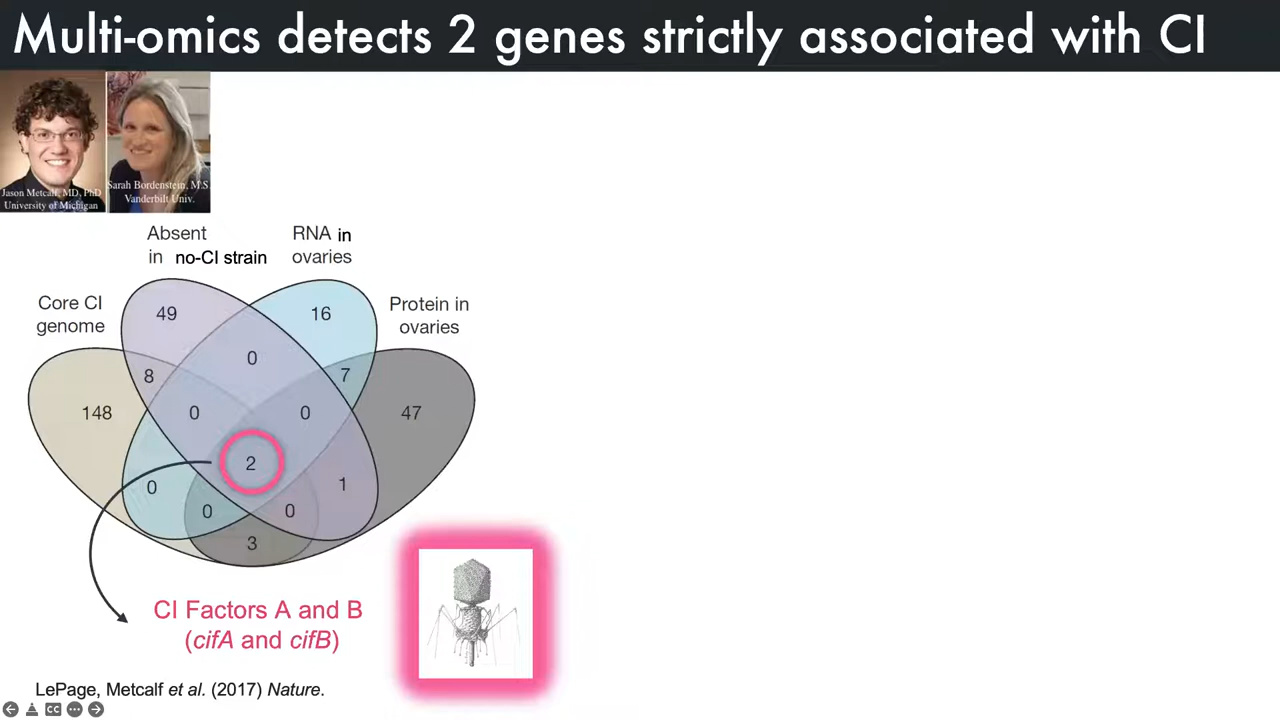 Multi-omics detects 2 genes strictly associated with CI
Jason Metcalf, MD, PhD
University of Michigan
Sarah Bordenstein, M.S.
Vanderbilt Univ.
Absent
in no-CI strain
RNA in
ovaries
Core CI
genome
Protein in
ovaries
49
16
0
8
7
148
0
0
47
2
0
1
0
0
3
CI Factors A and B
(cifA and cifB)
LePage, Metcalf et al. (2017) Nature.
CC